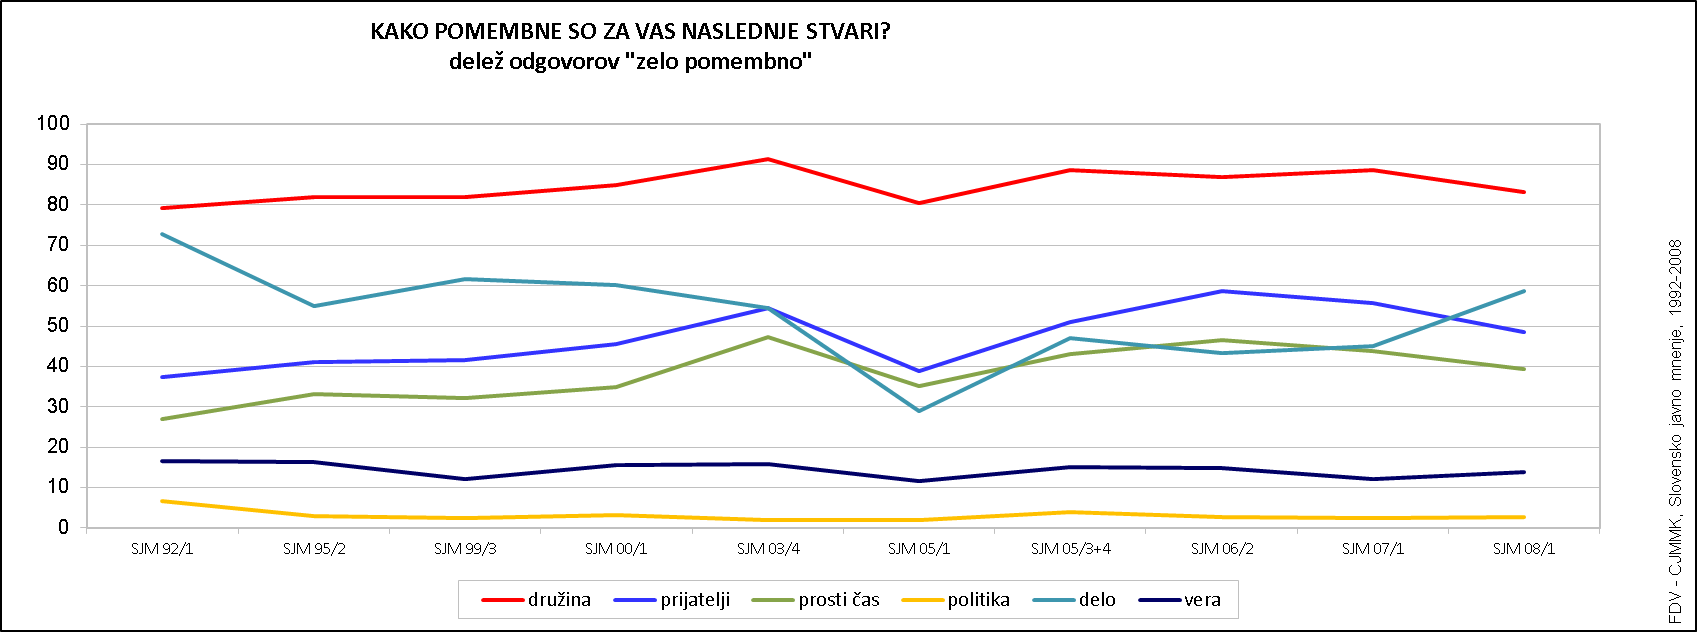 KAKO POMEMBNE SO ZA VAS NASLEDNJE STVARI?
delež odgovorov "zelo pomembno"
100
90
80
70
60
50
40
30
20
10
0
SJM 92/1 SJM 95/2 SJM 99/3 SJM 00/1 SJM 03/4 SJM 05/1 SJM 05/3+4 SJM 06/2 SJM 07/1 SJM 08/1
družina prijatelji prosti čas politika delo vera
FDV - CJMMK, Slovensko javno mnenje, 1992-2008